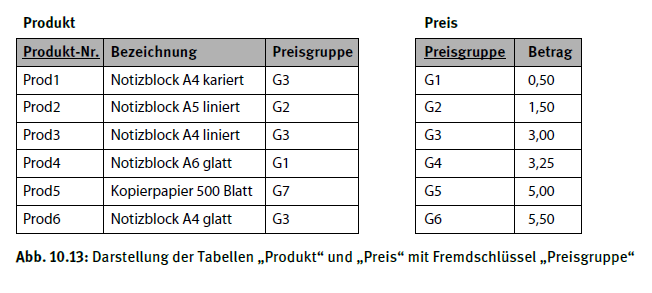 Produkt
Produkt-Nr. Bezeichnung Preisgruppe
Prod1 Notizblock A4 kariert G3
Prod2 Notizblock A5 liniert G2
Prod3 Notizblock A4 liniert G3
Prod4 Notizblock A6 glatt G1
Prod5 Kopierpapier 500 Blatt G7
Prod6 Notizblock A4 glatt G3
Preis
Preisgruppe Betrag
G1 0,50
G2 1,50
G3 3,00
G4 3,25
G5 5,00
G6 5,50
Abb. 10.13: Darstellung der Tabellen „Produkt“ und „Preis“ mit Fremdschlüssel „Preisgruppe“